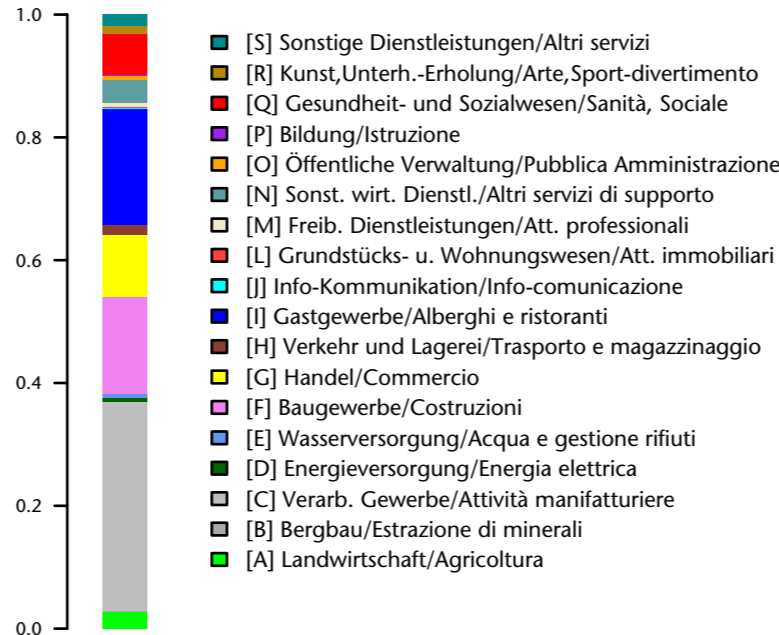 1.0
0.8
0.6
0.4
0.2
0.0
[S] Sonstige Dienstleistungen/Altri servizi
[R] Kunst,Unterh.-Erholung/Arte,Sport-divertimento
[Q] Gesundheit- und Sozialwesen/Sanità, Sociale
[P] Bildung/Istruzione
[O] Öffentliche Verwaltung/Pubblica Amministrazione
[N] Sonst. wirt. Dienstl./Altri servizi di supporto
[M] Freib. Dienstleistungen/Att. professionali
[L] Grundstücks- u. Wohnungswesen/Att. immobiliari
[J] Info-Kommunikation/Info-comunicazione
[I] Gastgewerbe/Alberghi e ristoranti
[H] Verkehr und Lagerei/Trasporto e magazzinaggio
[G] Handel/Commercio
[F] Baugewerbe/Costruzioni
[E] Wasserversorgung/Acqua e gestione rifiuti
[D] Energieversorgung/Energia elettrica
[C] Verarb. Gewerbe/Attività manifatturiere
[B] Bergbau/Estrazione di minerali
[A] Landwirtschaft/Agricoltura